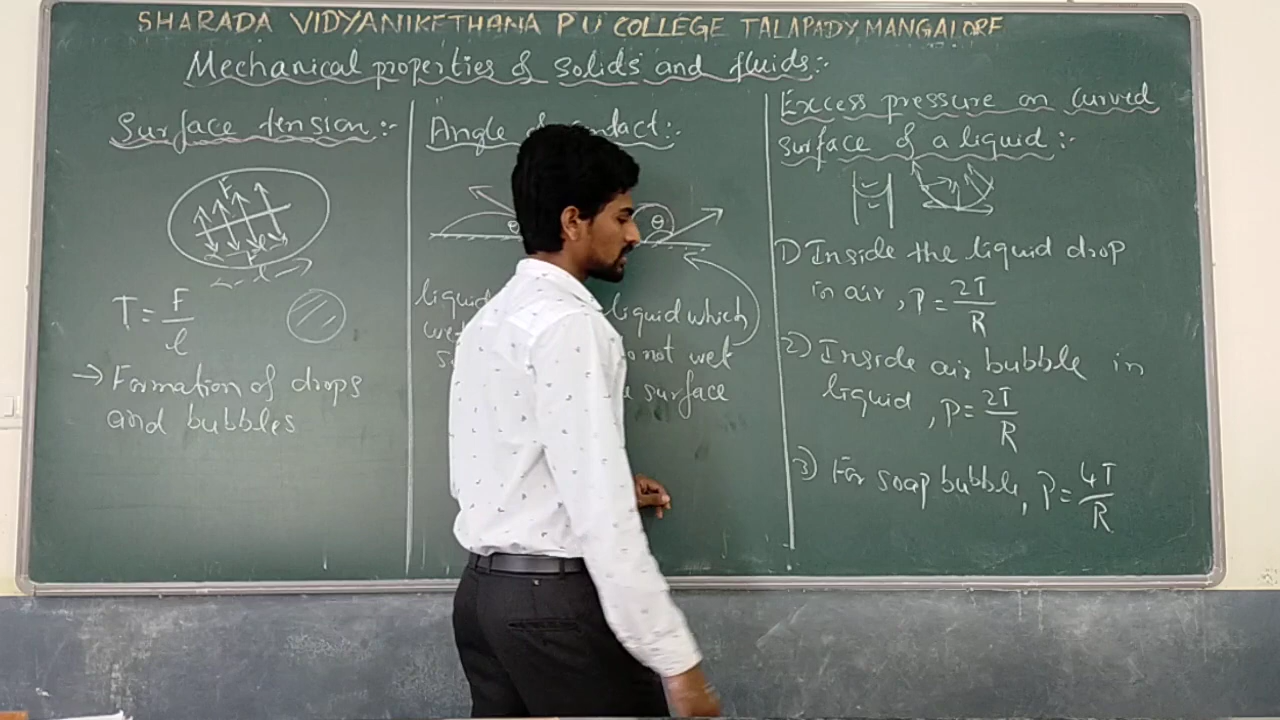 SHARADA VIDYANIKETHANA P U COLLEGE TALAPADY MANGALORE
Mechanical properties of solids and fluids:-
Surface tension:-
F
F
T = F
l
→ Formation of drops
and bubbles
Angle of contact:-
θ
θ
liquid
liquid which
not wet
surface
Excess pressure on curved
surface of a liquid:-
1) Inside the liquid drop
in air, P = 2T
R
2) Inside air bubble in
liquid, P = 2T
R
3) For soap bubble, P = 4T
R